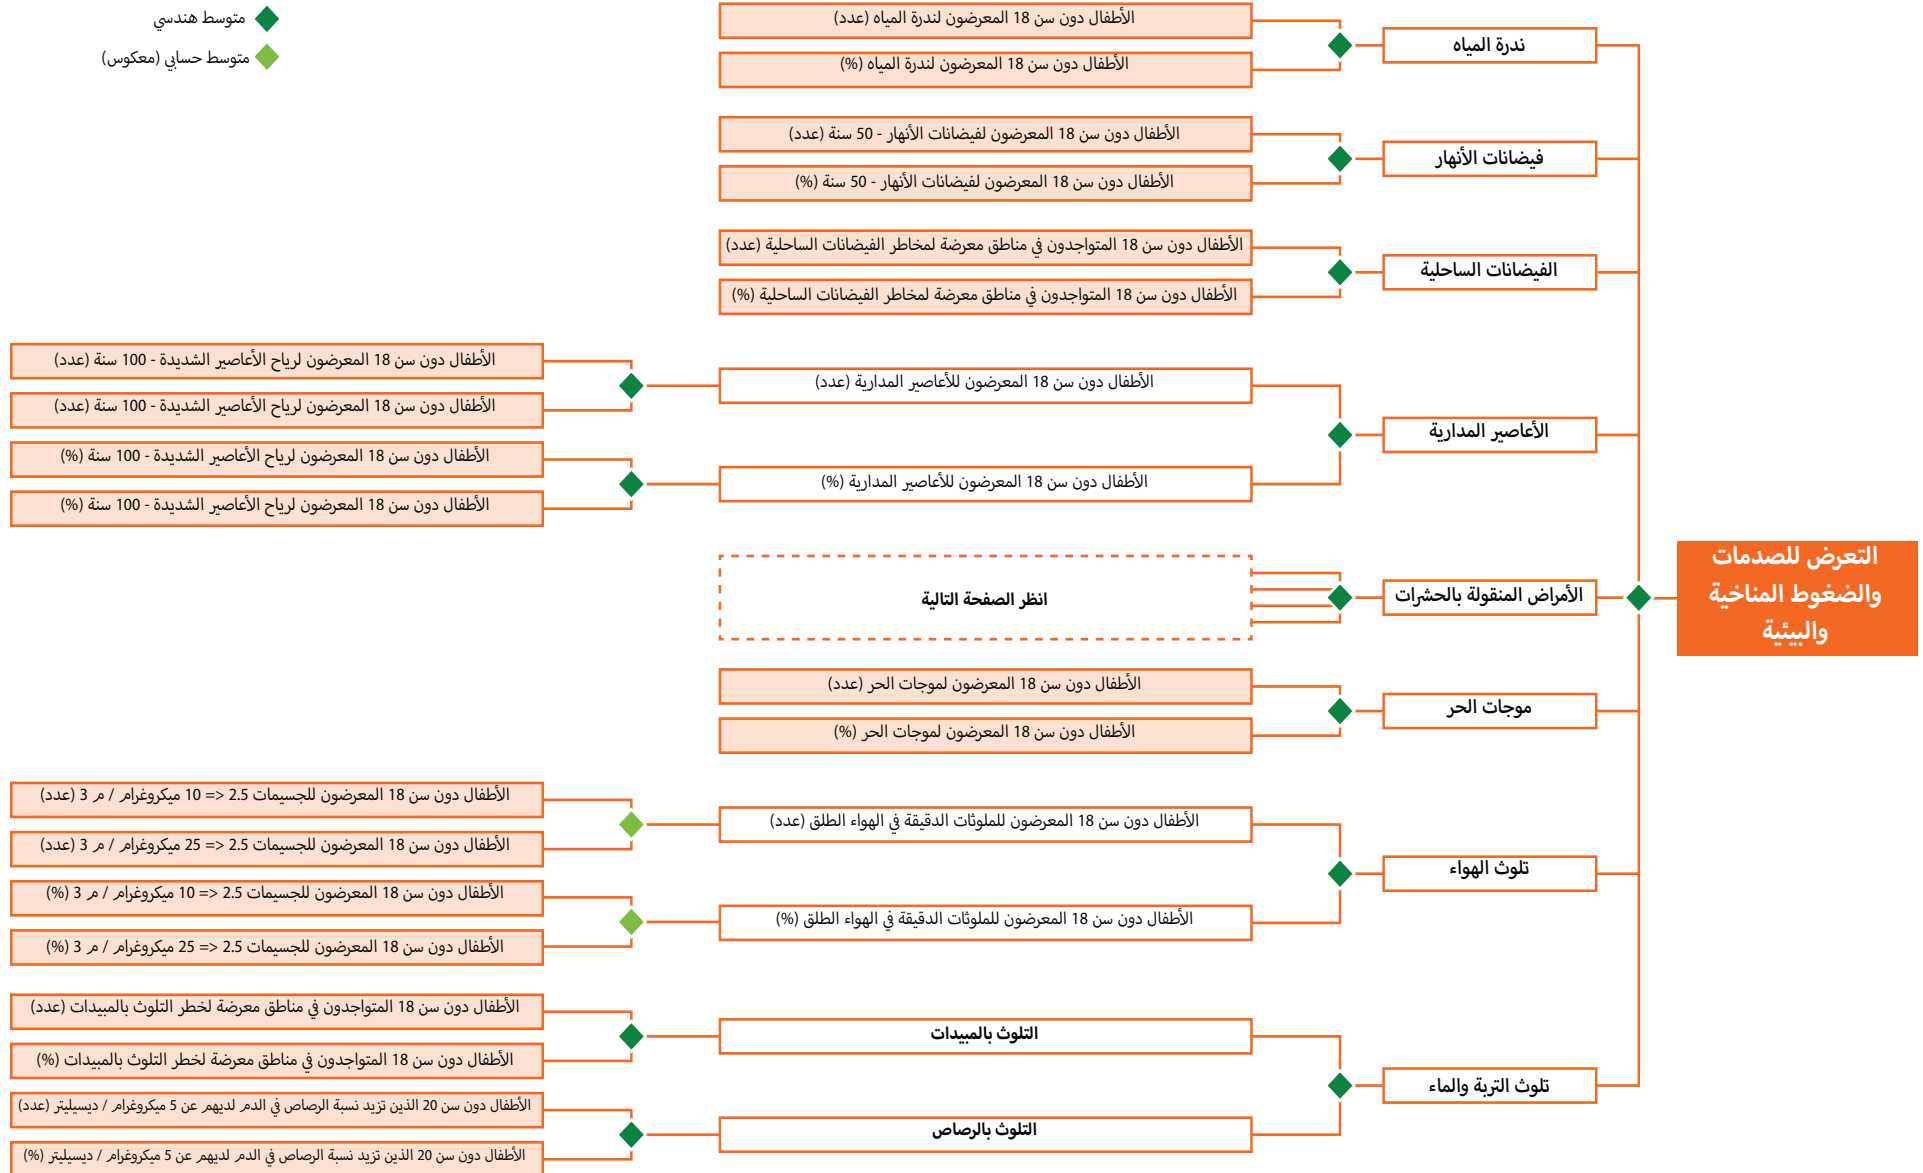 متوسط هندسي
متوسط حسابي (معكوس)
التعرض للصدمات
والضغوط المناخية
والبيئية
ندرة المياه
الأطفال دون سن 18 المعرضون لندرة المياه (عدد)
الأطفال دون سن 18 المعرضون لندرة المياه (%)
فيضانات الأنهار
الأطفال دون سن 18 المعرضون لفيضانات الأنهار - 50 سنة (عدد)
الأطفال دون سن 18 المعرضون لفيضانات الأنهار - 50 سنة (%)
الفيضانات الساحلية
الأطفال دون سن 18 المتواجدون في مناطق معرضة لمخاطر الفيضانات الساحلية (عدد)
الأطفال دون سن 18 المتواجدون في مناطق معرضة لمخاطر الفيضانات الساحلية (%)
الأعاصير المدارية
الأطفال دون سن 18 المعرضون للأعاصير المدارية (عدد)
الأطفال دون سن 18 المعرضون لرياح الأعاصير الشديدة - 100 سنة (عدد)
الأطفال دون سن 18 المعرضون لرياح الأعاصير الشديدة - 100 سنة (عدد)
الأطفال دون سن 18 المعرضون للأعاصير المدارية (%)
الأطفال دون سن 18 المعرضون لرياح الأعاصير الشديدة - 100 سنة (%)
الأطفال دون سن 18 المعرضون لرياح الأعاصير الشديدة - 100 سنة (%)
الأمراض المنقولة بالحشرات
انظر الصفحة التالية
موجات الحر
الأطفال دون سن 18 المعرضون لموجات الحر (عدد)
الأطفال دون سن 18 المعرضون لموجات الحر (%)
تلوث الهواء
الأطفال دون سن 18 المعرضون للملوثات الدقيقة في الهواء الطلق (عدد)
الأطفال دون سن 18 المعرضون للجسيمات 2.5 <= 10 ميكروغرام / م 3 (عدد)
الأطفال دون سن 18 المعرضون للجسيمات 2.5 <= 25 ميكروغرام / م 3 (عدد)
الأطفال دون سن 18 المعرضون للملوثات الدقيقة في الهواء الطلق (%)
الأطفال دون سن 18 المعرضون للجسيمات 2.5 <= 10 ميكروغرام / م 3 (%)
الأطفال دون سن 18 المعرضون للجسيمات 2.5 <= 25 ميكروغرام / م 3 (%)
تلوث التربة والماء
التلوث بالمبيدات
الأطفال دون سن 18 المتواجدون في مناطق معرضة لخطر التلوث بالمبيدات (عدد)
الأطفال دون سن 18 المتواجدون في مناطق معرضة لخطر التلوث بالمبيدات (%)
التلوث بالرصاص
الأطفال دون سن 20 الذين تزيد نسبة الرصاص في الدم لديهم عن 5 ميكروغرام / ديسيليتر (عدد)
الأطفال دون سن 20 الذين تزيد نسبة الرصاص في الدم لديهم عن 5 ميكروغرام / ديسيليتر (%)